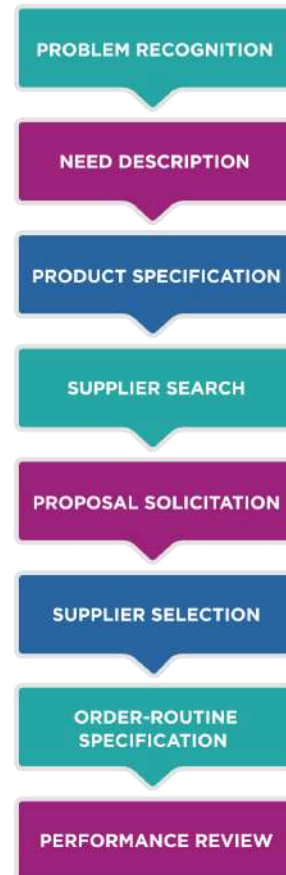 PROBLEM RECOGNITION
NEED DESCRIPTION
PRODUCT SPECIFICATION
SUPPLIER SEARCH
PROPOSAL SOLICITATION
SUPPLIER SELECTION
ORDER-ROUTINE
SPECIFICATION
PERFORMANCE REVIEW